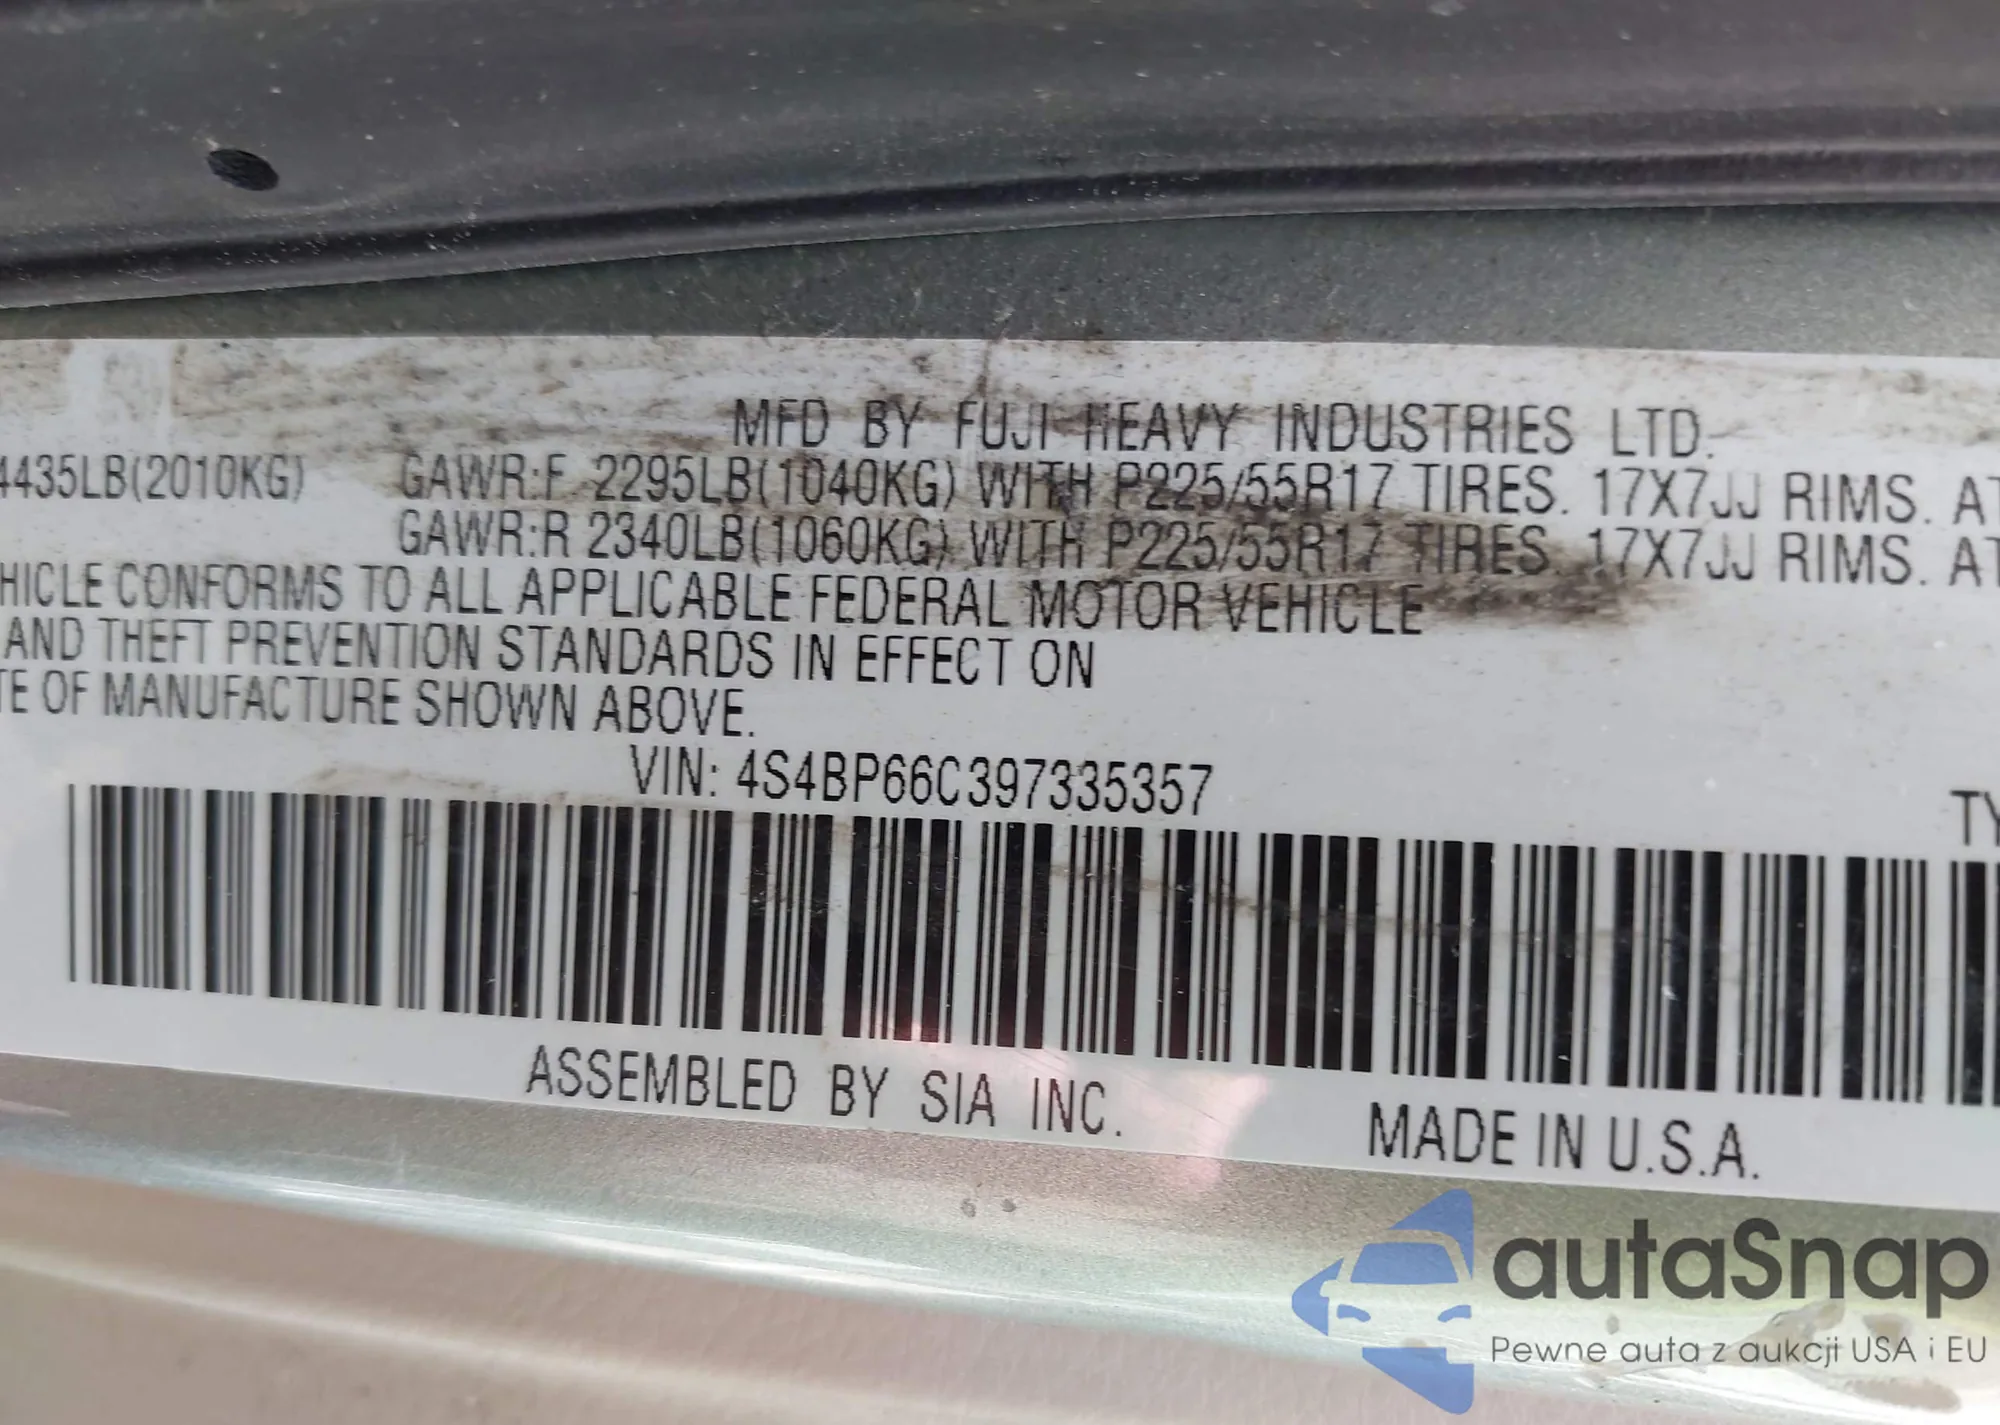 MFD BY FUJI HEAVY INDUSTRIES LTD.
4435LB(2010KG) GAWR:F 2295LB(1040KG) WITH P225/55R17 TIRES. 17X7JJ RIMS. AT
GAWR:R 2340LB(1060KG) WITH P225/55R17 TIRES. 17X7JJ RIMS. AT
HICLE CONFORMS TO ALL APPLICABLE FEDERAL MOTOR VEHICLE
AND THEFT PREVENTION STANDARDS IN EFFECT ON
TE OF MANUFACTURE SHOWN ABOVE.
VIN: 4S4BP66C397335357
TY
ASSEMBLED BY SIA INC.
MADE IN U.S.A.
autaSnap
Pewne auta z aukcji USA i EU